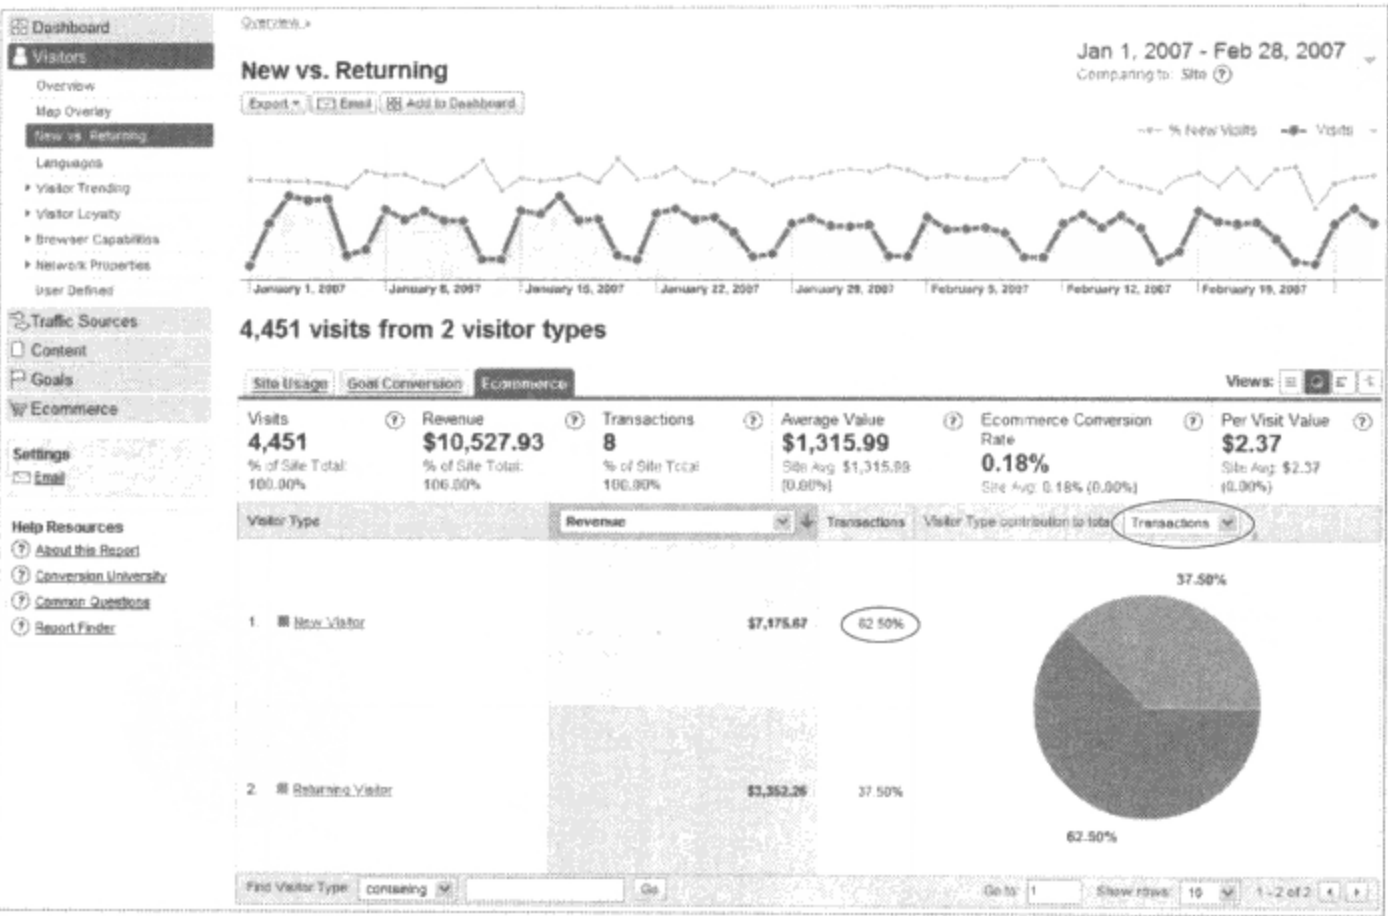 Overview »
Dashboard
Visitors
Overview
Map Overlay
New vs. Returning
Languages
Visitor Trending
Visitor Loyalty
Browser Capabilities
Network Properties
User Defined
Traffic Sources
Content
Goals
Ecommerce
Settings
Email
Help Resources
About this Report
Conversion University
Common Questions
Report Finder
New vs. Returning
Jan 1, 2007 - Feb 28, 2007
Comparing to: Site
Export Email Add to Dashboard
% New Visits Visits
January 1, 2007 January 8, 2007 January 15, 2007 January 22, 2007 January 29, 2007 February 5, 2007 February 12, 2007 February 19, 2007
4,451 visits from 2 visitor types
Site Usage Goal Conversion Ecommerce
Views:
Visits
4,451
% of Site Total:
100.00%
Revenue
$10,527.93
% of Site Total:
100.00%
Transactions
8
% of Site Total
100.00%
Average Value
$1,315.99
Site Avg: $1,315.99
(0.00%)
Ecommerce Conversion
Rate
0.18%
Site Avg: 0.18% (0.00%)
Per Visit Value
$2.37
Site Avg: $2.37
(0.00%)
Visitor Type Revenue Transactions Visitor Type contribution to total Transactions
37.50%
1. New Visitor $7,175.67 62.50%
2. Returning Visitor $3,352.26 37.50%
62.50%
Find Visitor Type: containing Go Go to: 1 Show rows: 10 1 - 2 of 2